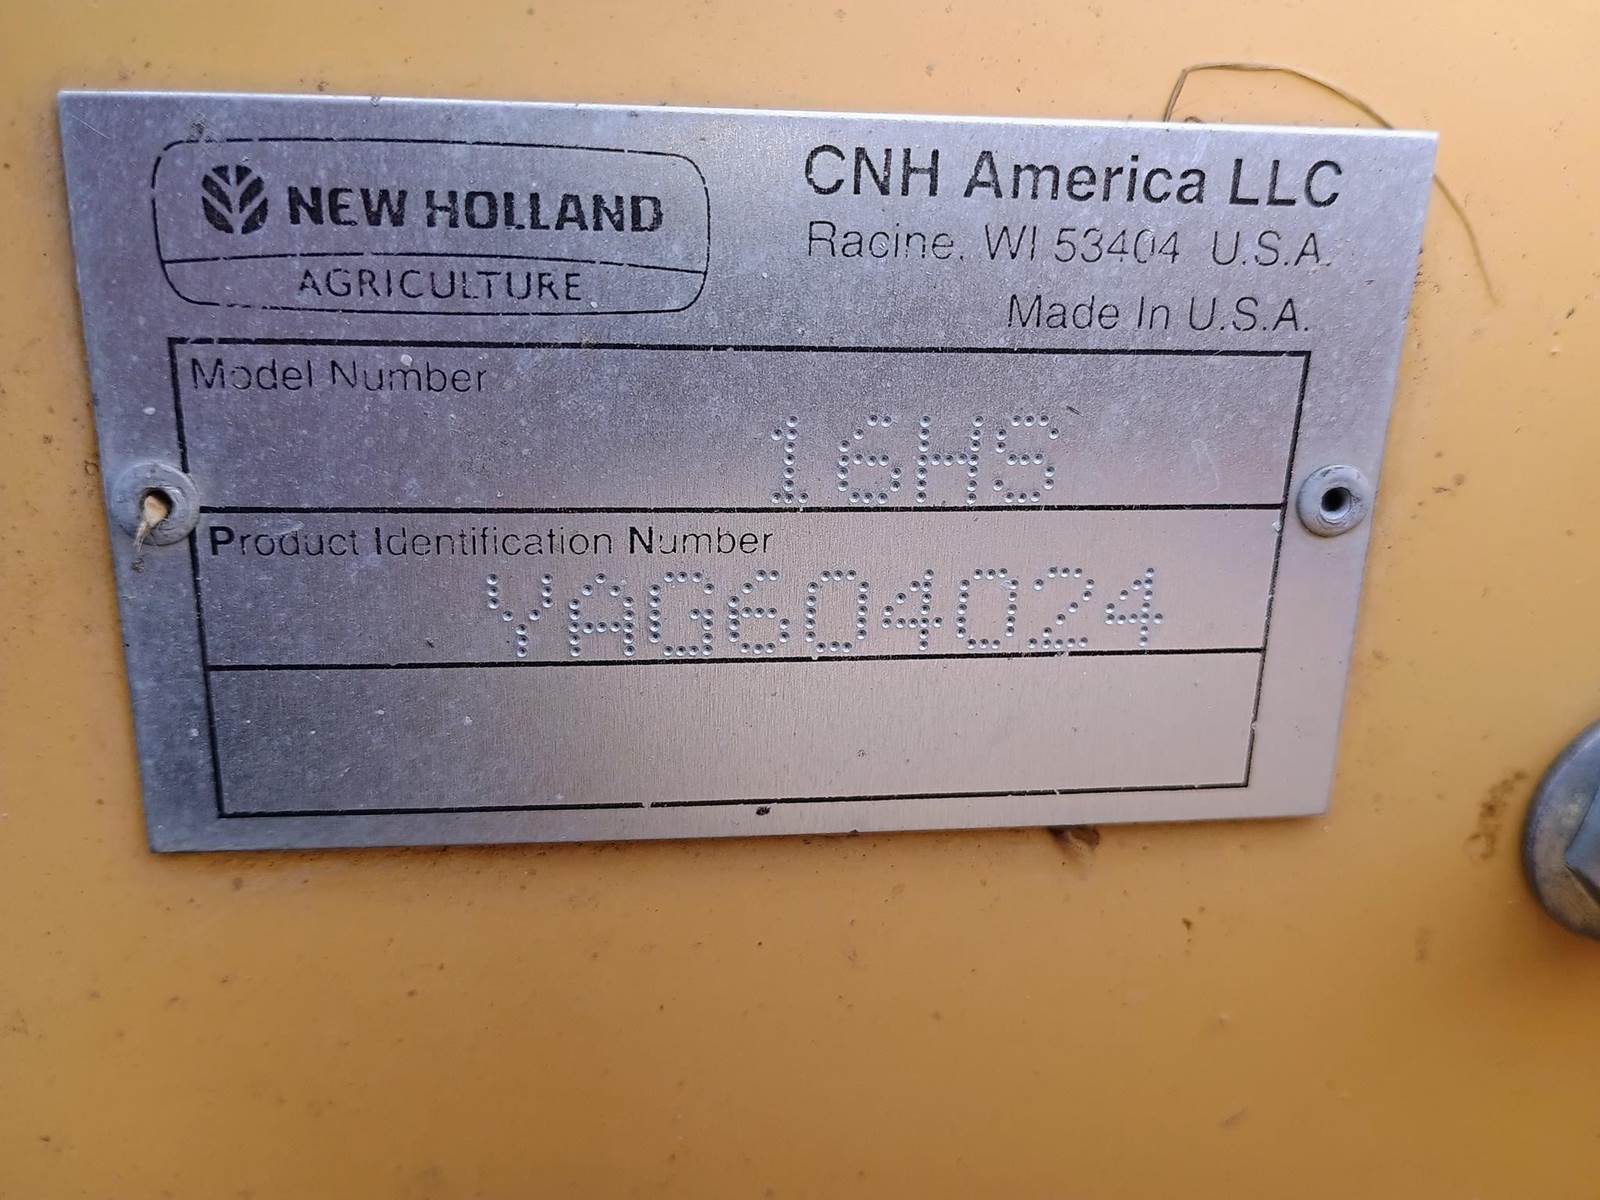 NEW HOLLAND
AGRICULTURE
CNH America LLC
Racine, WI 53404 U.S.A.
Made In U.S.A.
Model Number
16HS
Product Identification Number
YAG604024